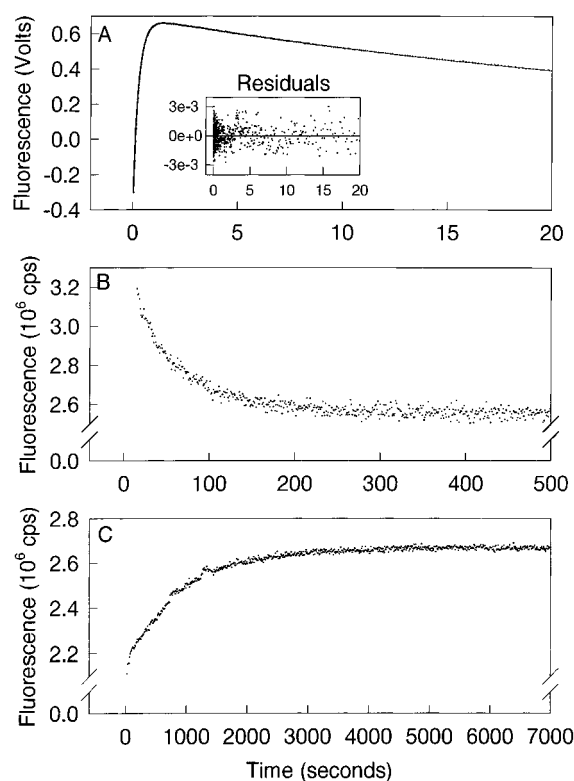 A
Fluorescence (Volts)
0.6
0.4
0.2
0.0
-0.2
-0.4
Residuals
3e-3
0e+0
-3e-3
0 5 10 15 20
0 5 10 15 20
B
Fluorescence (10⁶ cps)
3.2
3.0
2.8
2.6
0.0
0 100 200 300 400 500
C
Fluorescence (10⁶ cps)
2.8
2.6
2.4
2.2
0.0
0 1000 2000 3000 4000 5000 6000 7000
Time (seconds)